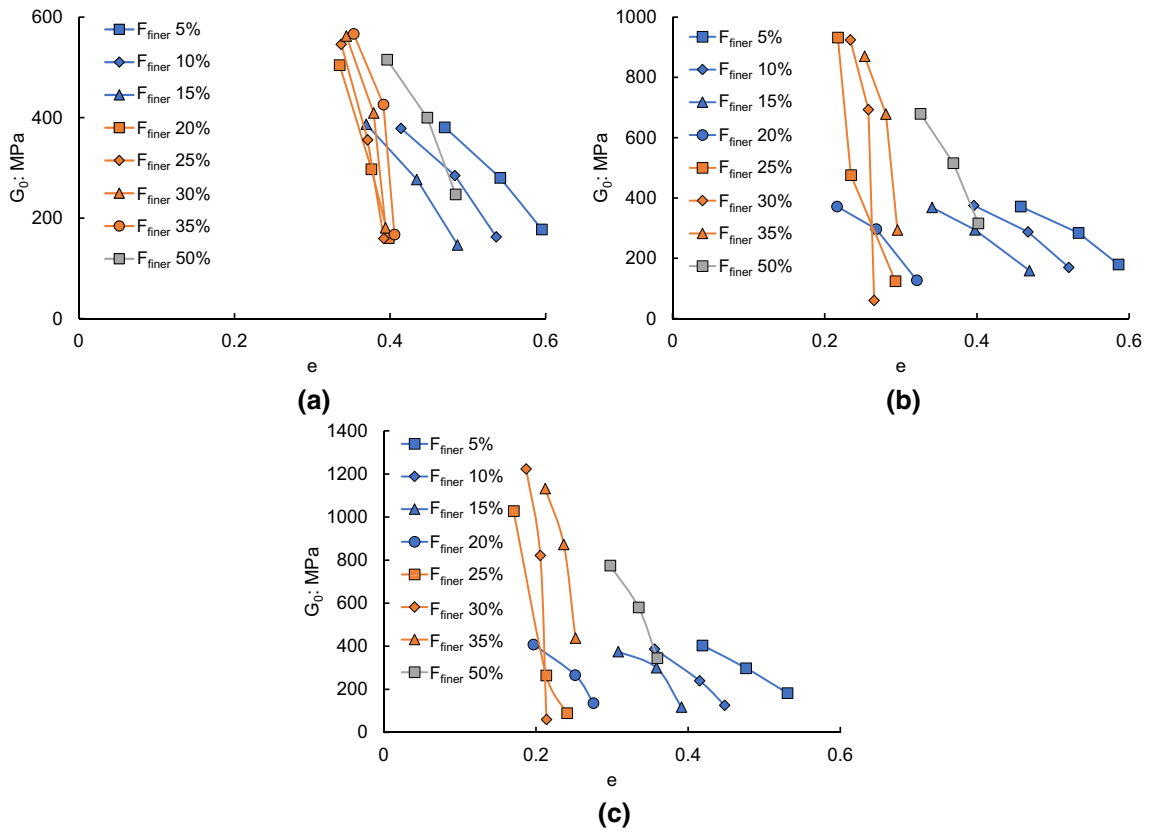 600
400
200
0
G0: MPa
0
0.2
0.4
0.6
e
Ffiner 5%
Ffiner 10%
Ffiner 15%
Ffiner 20%
Ffiner 25%
Ffiner 30%
Ffiner 35%
Ffiner 50%
(a)
1000
800
600
400
200
0
G0: MPa
0
0.2
0.4
0.6
e
Ffiner 5%
Ffiner 10%
Ffiner 15%
Ffiner 20%
Ffiner 25%
Ffiner 30%
Ffiner 35%
Ffiner 50%
(b)
1400
1200
1000
800
600
400
200
0
G0: MPa
0
0.2
0.4
0.6
e
Ffiner 5%
Ffiner 10%
Ffiner 15%
Ffiner 20%
Ffiner 25%
Ffiner 30%
Ffiner 35%
Ffiner 50%
(c)